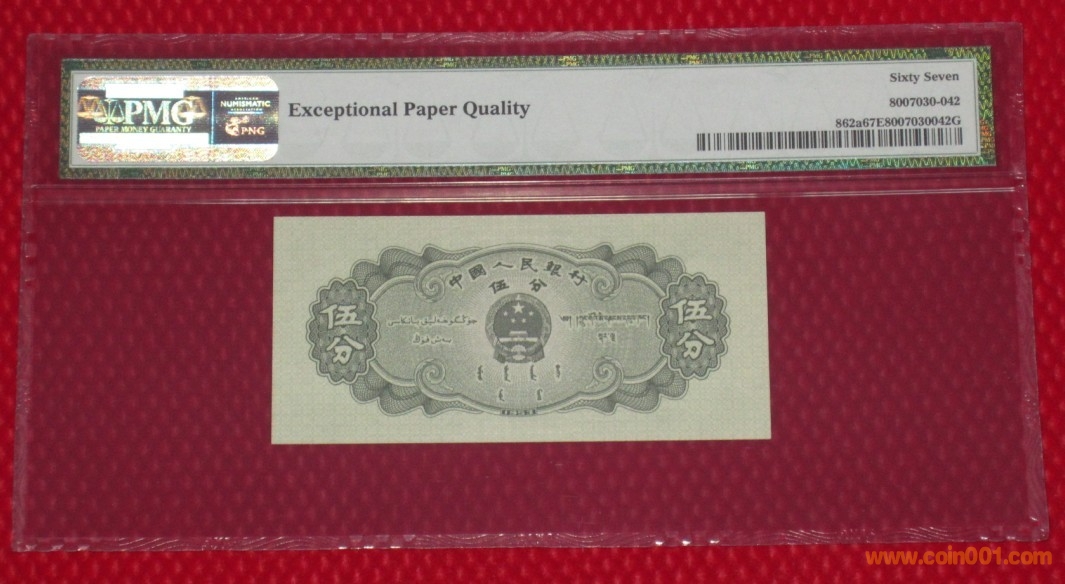 PMG
PAPER MONEY GUARANTY
AMERICAN
NUMISMATIC
ASSOCIATION
PNG
Exceptional Paper Quality
Sixty Seven
8007030-042
862a67E8007030042G
中國人民銀行
伍分
伍分
伍分
1953
www.coin001.com